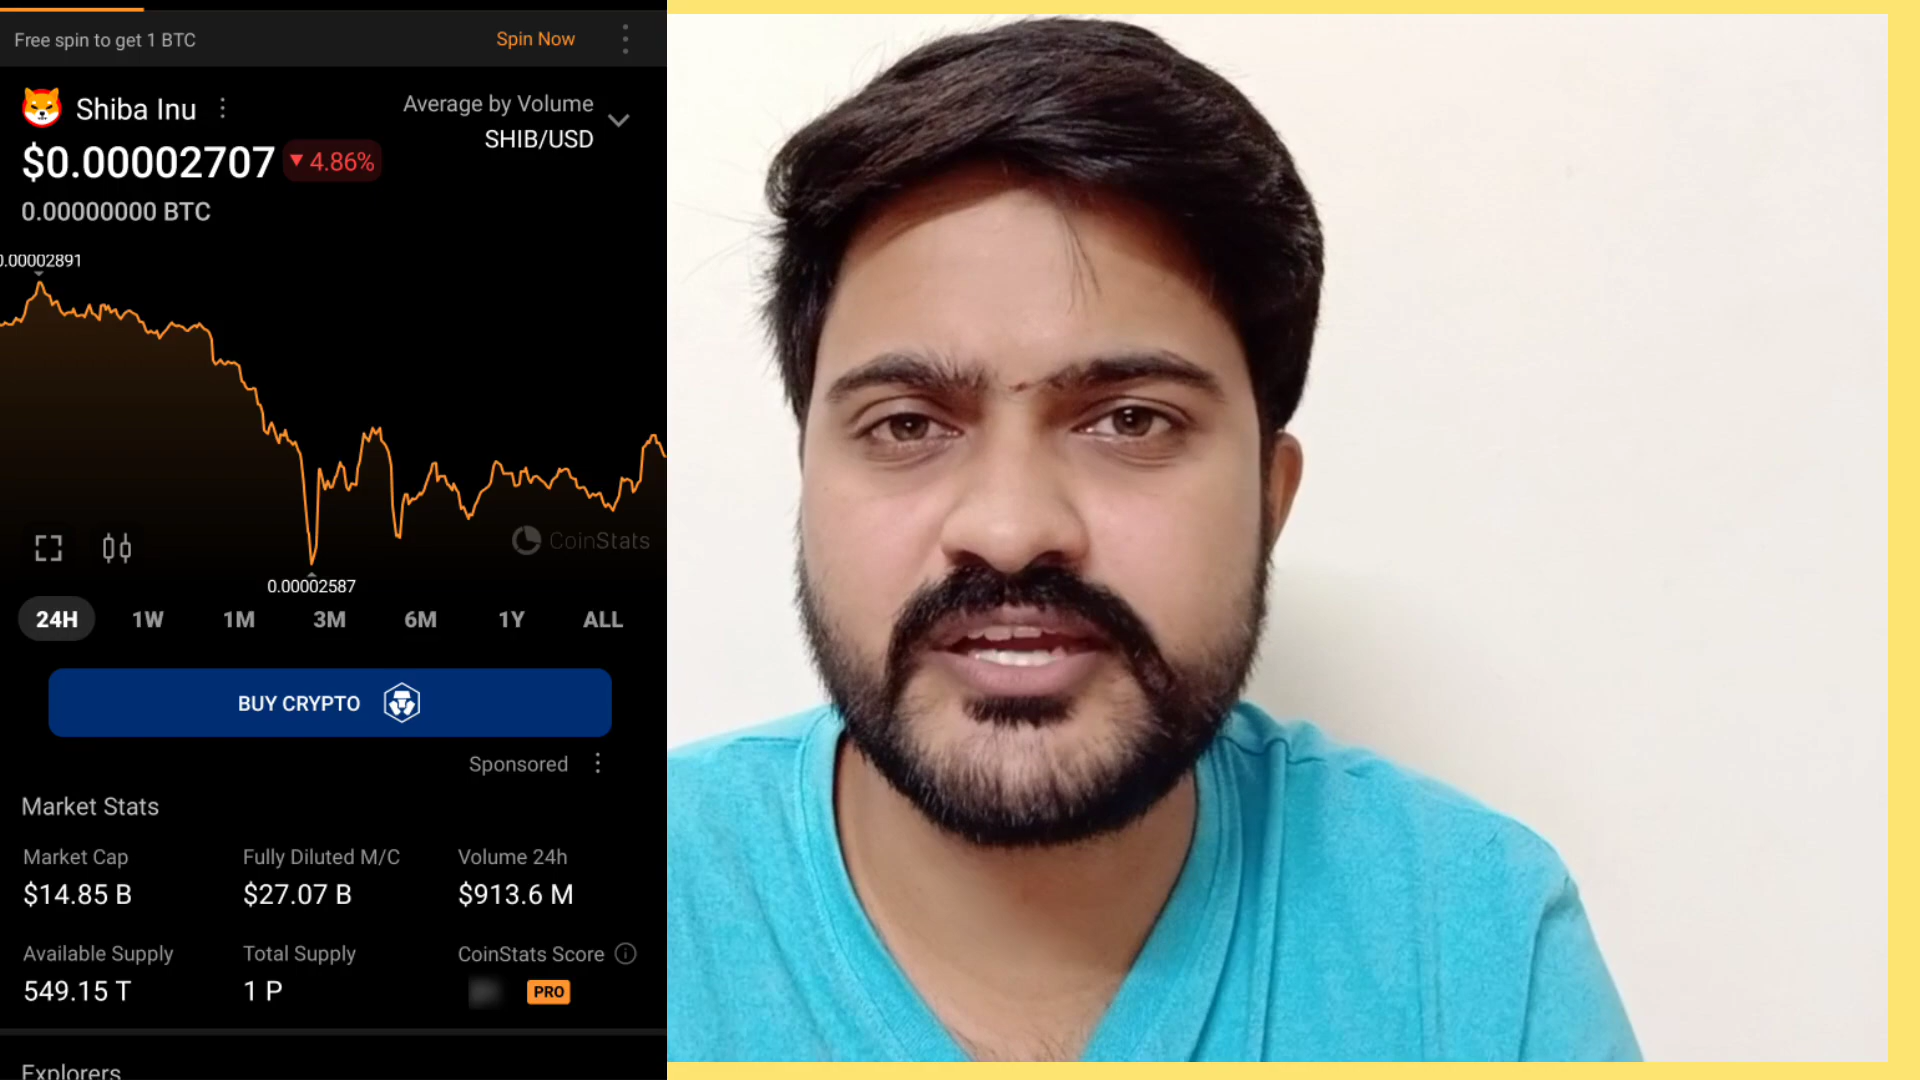 Free spin to get 1 BTC
Spin Now
Shiba Inu
Average by Volume
SHIB/USD
$0.00002707
4.86%
0.00000000 BTC
0.00002891
CoinStats
0.00002587
24H 1W 1M 3M 6M 1Y ALL
BUY CRYPTO
Sponsored
Market Stats
Market Cap Fully Diluted M/C Volume 24h
$14.85 B $27.07 B $913.6 M
Available Supply Total Supply CoinStats Score
549.15 T 1 P PRO
Explorers